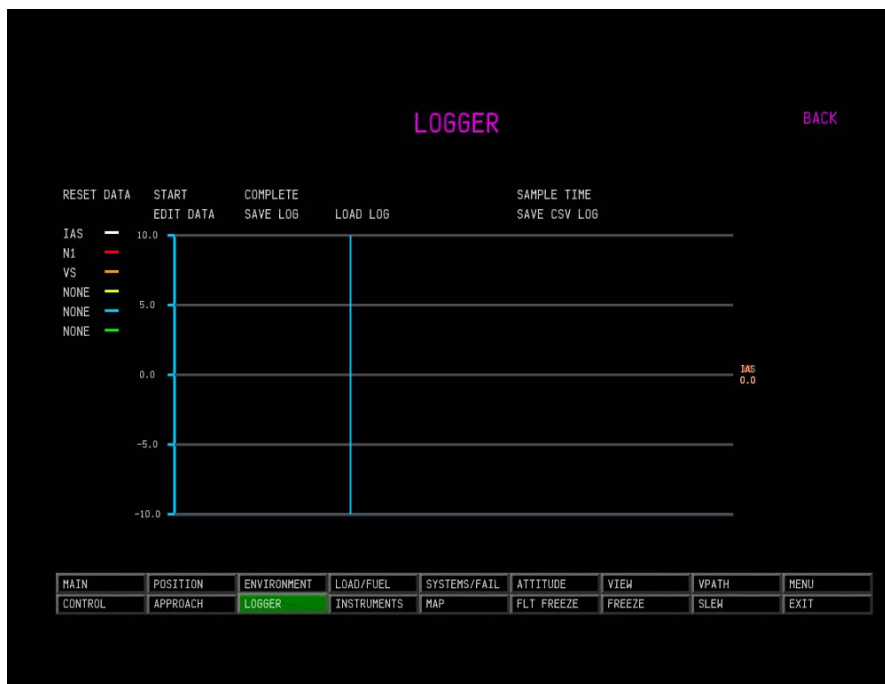 LOGGER
BACK
RESET DATA START COMPLETE SAMPLE TIME
EDIT DATA SAVE LOG LOAD LOG SAVE CSV LOG
IAS 10.0
N1
VS
NONE
NONE 5.0
NONE
0.0
IAS
0.0
-5.0
-10.0
MAIN POSITION ENVIRONMENT LOAD/FUEL SYSTEMS/FAIL ATTITUDE VIEW VPATH MENU
CONTROL APPROACH LOGGER INSTRUMENTS MAP FLT FREEZE FREEZE SLEW EXIT